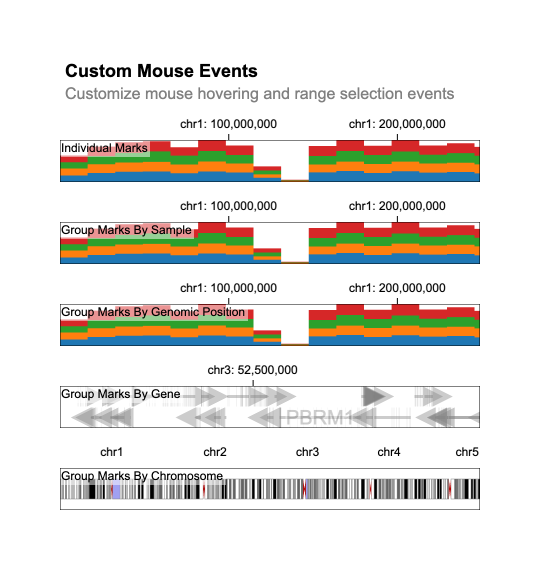 Custom Mouse Events
Customize mouse hovering and range selection events
chr1: 100,000,000 chr1: 200,000,000
Individual Marks
chr1: 100,000,000 chr1: 200,000,000
Group Marks By Sample
chr1: 100,000,000 chr1: 200,000,000
Group Marks By Genomic Position
chr3: 52,500,000
Group Marks By Gene
PBRM1
chr1 chr2 chr3 chr4 chr5
Group Marks By Chromosome